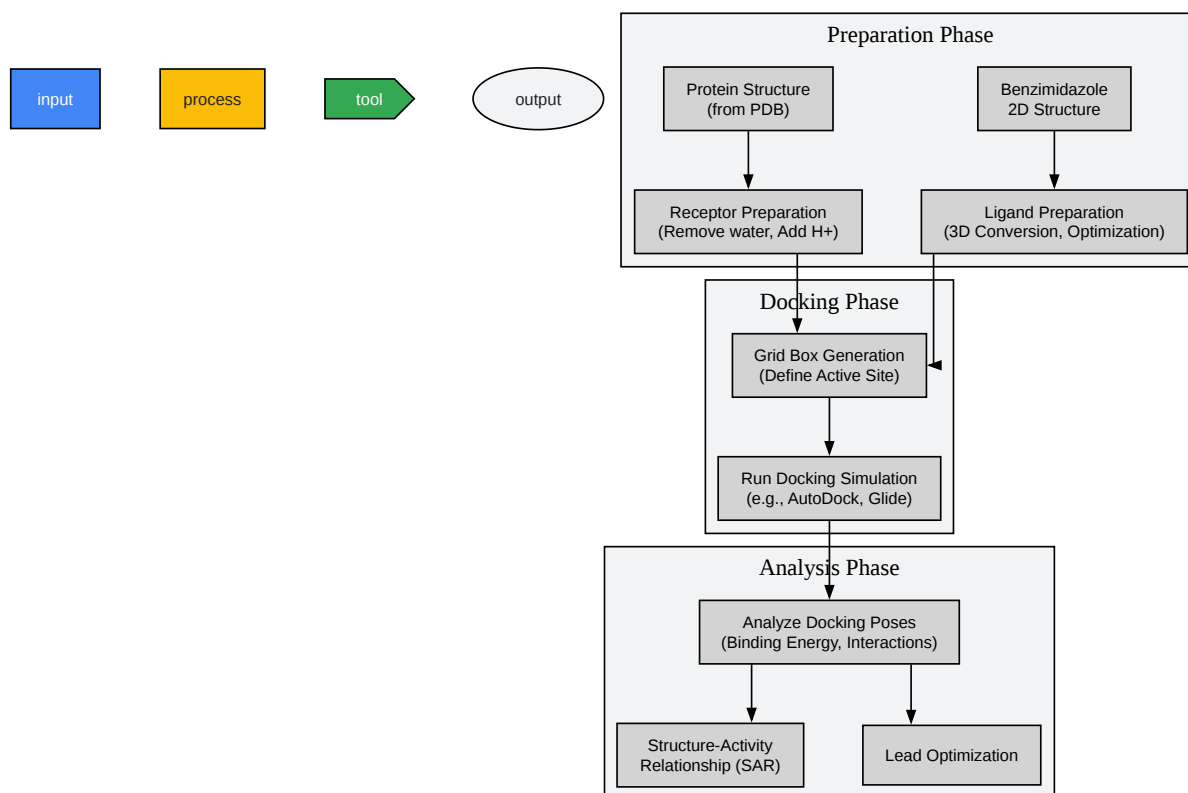 input
process
tool
output
Preparation Phase
Protein Structure
(from PDB)
Benzimidazole
2D Structure
Receptor Preparation
(Remove water, Add H+)
Ligand Preparation
(3D Conversion, Optimization)
Docking Phase
Grid Box Generation
(Define Active Site)
Run Docking Simulation
(e.g., AutoDock, Glide)
Analysis Phase
Analyze Docking Poses
(Binding Energy, Interactions)
Structure-Activity
Relationship (SAR)
Lead Optimization